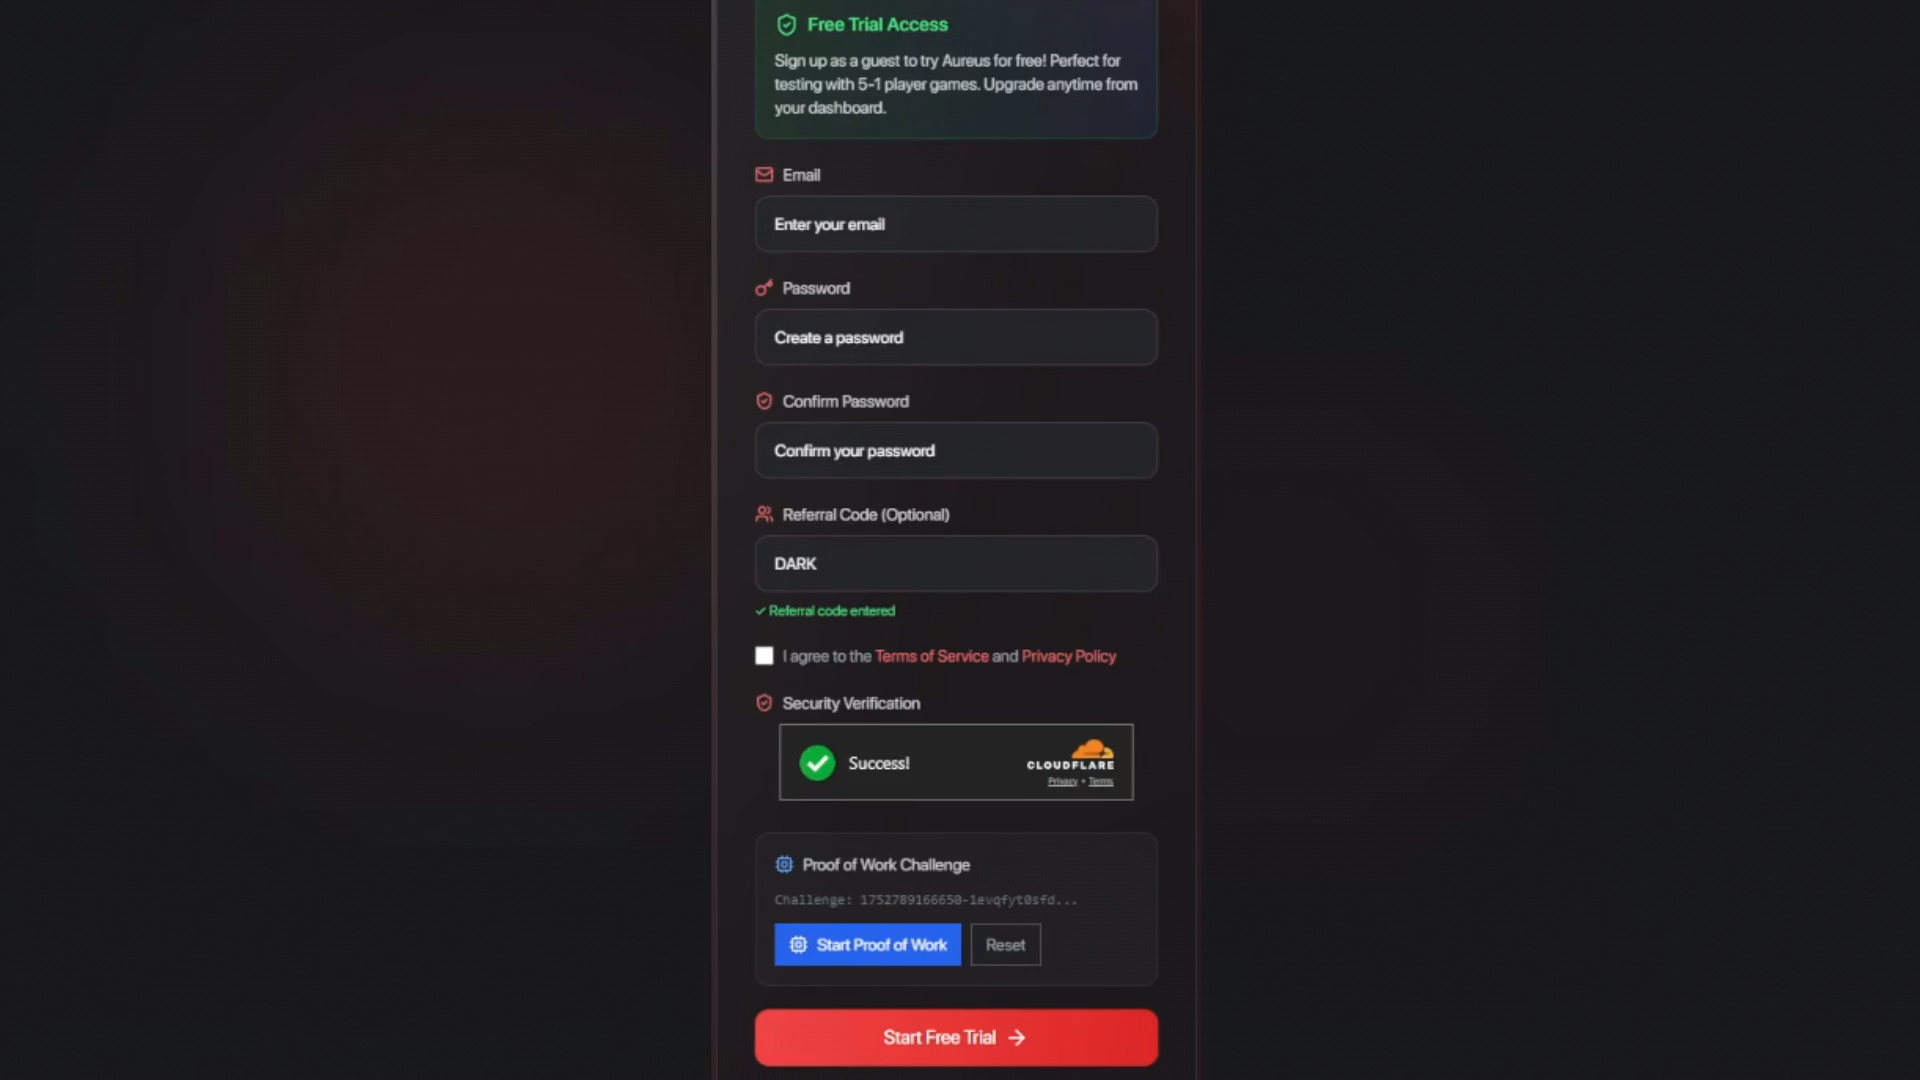 Free Trial Access
Sign up as a guest to try Aureus for free! Perfect for
testing with 5-1 player games. Upgrade anytime from
your dashboard.
Email
Enter your email
Password
Create a password
Confirm Password
Confirm your password
Referral Code (Optional)
DARK
✓ Referral code entered
I agree to the Terms of Service and Privacy Policy
Security Verification
Success!
CLOUDFLARE
Privacy • Terms
Proof of Work Challenge
Challenge: 1752789166650-1evqfyt0sfd...
Start Proof of Work
Reset
Start Free Trial →